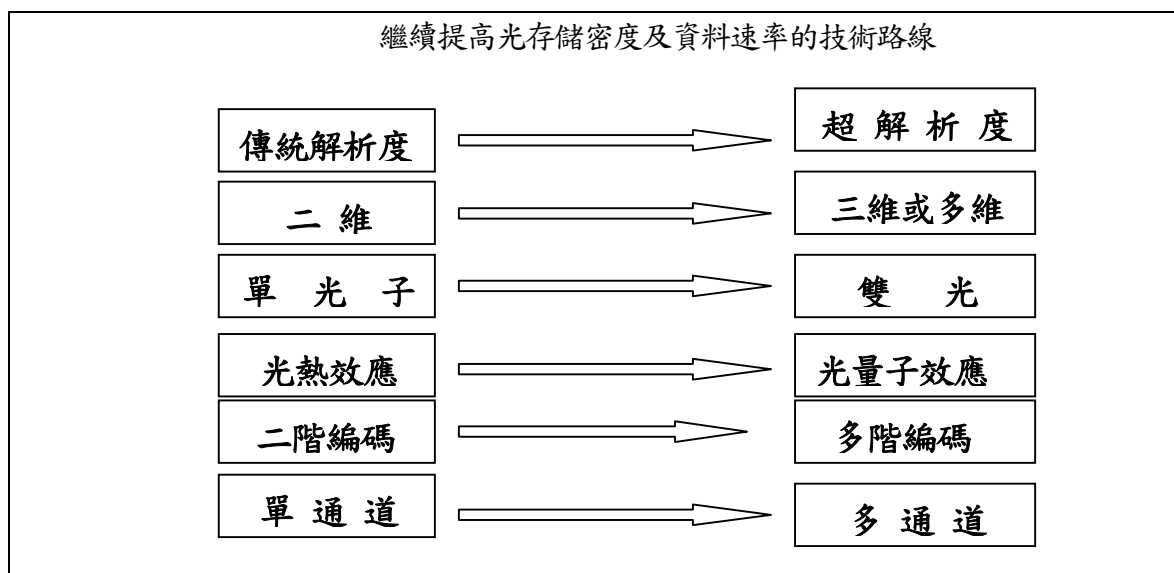 繼續提高光存儲密度及資料速率的技術路線
傳統解析度
超 解 析 度
二 維
三維或多維
單 光 子
雙 光
光熱效應
光量子效應
二階編碼
多階編碼
單 通 道
多 通 道